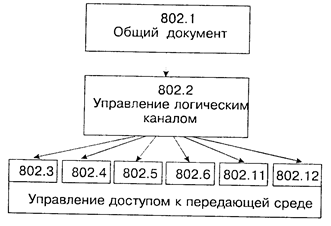 802.1
Общий документ
802.2
Управление логическим
каналом
802.3 802.4 802.5 802.6 802.11 802.12
Управление доступом к передающей среде